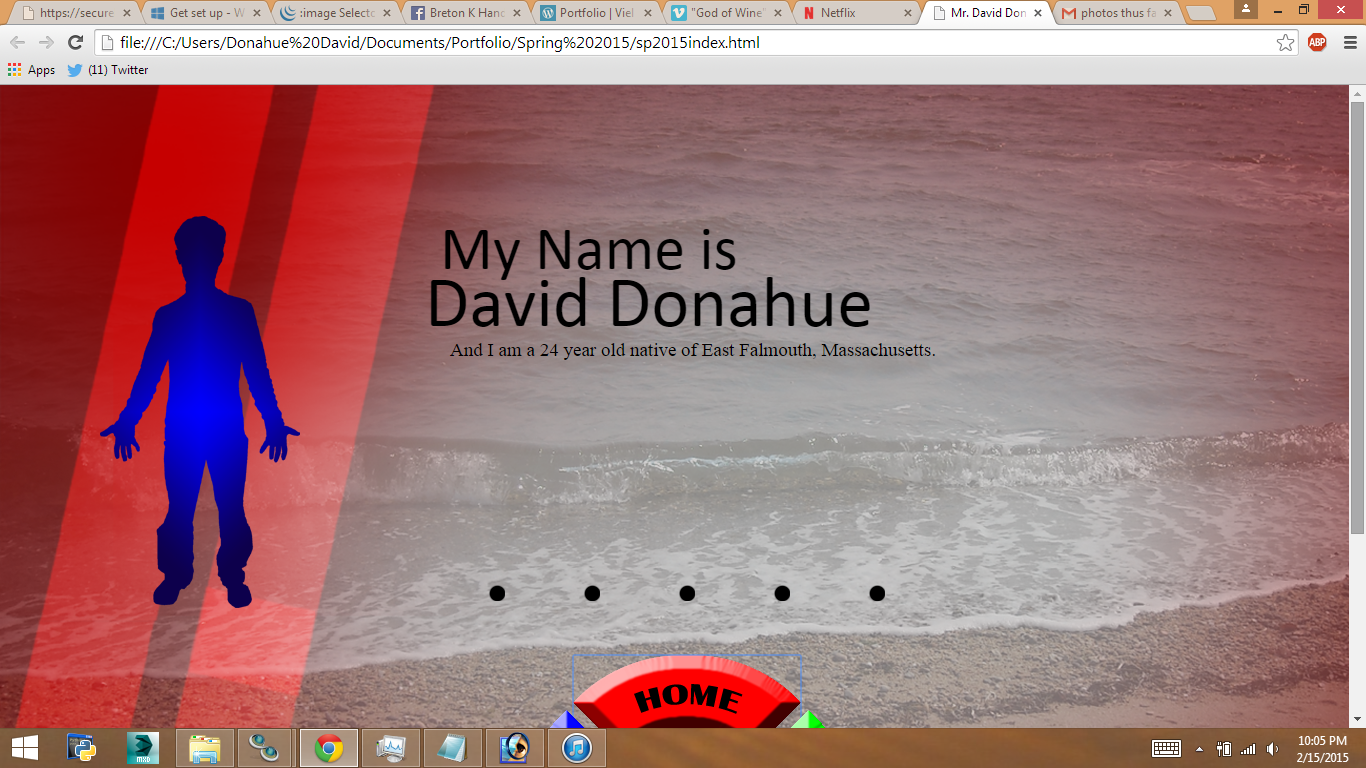 https://secure
Get set up - W
:image Selecto
Breton K Hand
Portfolio | Viel
"God of Wine"
Netflix
Mr. David Don
photos thus fa
file:///C:/Users/Donahue%20David/Documents/Portfolio/Spring%202015/sp2015index.html
ABP
Apps
(11) Twitter
My Name is
David Donahue
And I am a 24 year old native of East Falmouth, Massachusetts.
HOME
MXD
10:05 PM
2/15/2015